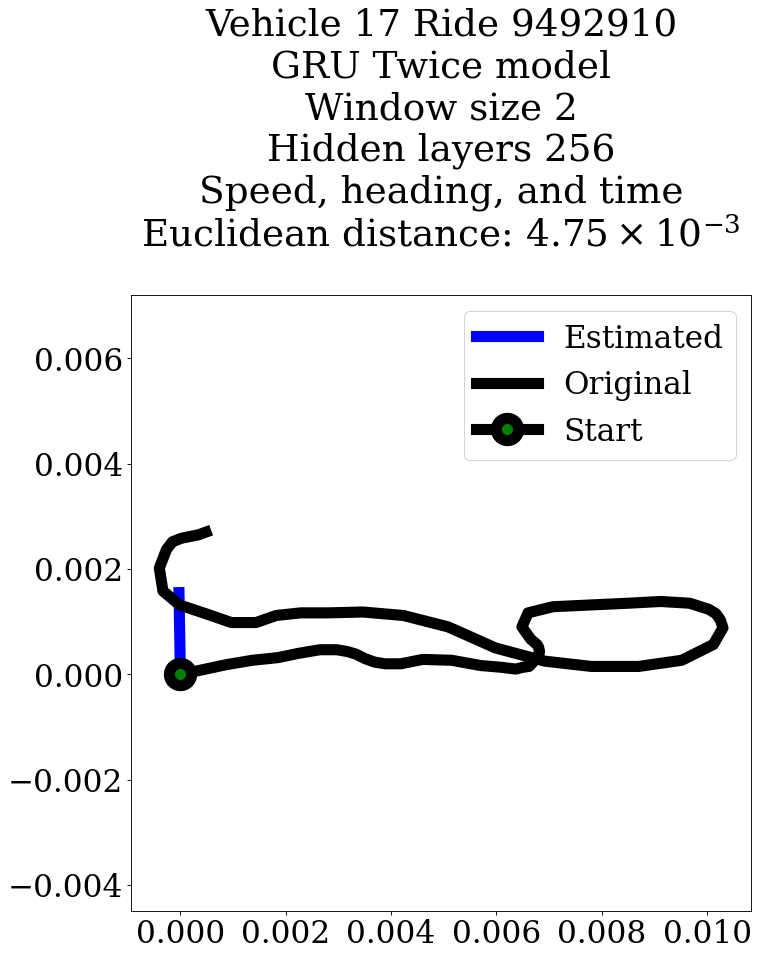 Vehicle 17 Ride 9492910
GRU Twice model
Window size 2
Hidden layers 256
Speed, heading, and time
Euclidean distance: 4.75 × 10⁻³
Estimated
Original
Start
0.006
0.004
0.002
0.000
−0.002
−0.004
0.000 0.002 0.004 0.006 0.008 0.010